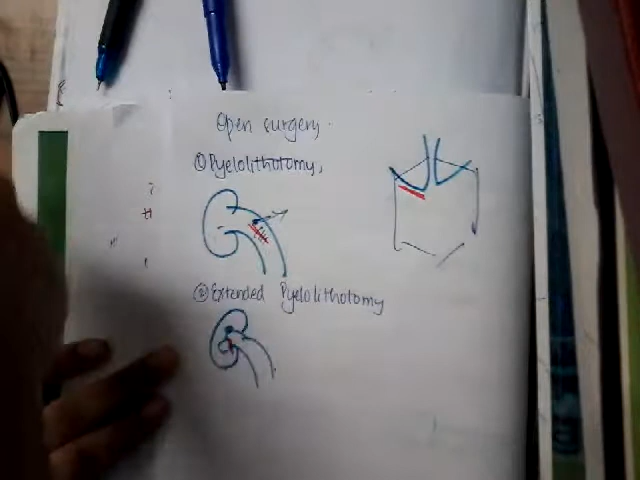 Open surgery.
① Pyelolithotomy,
② Extended Pyelolithotomy